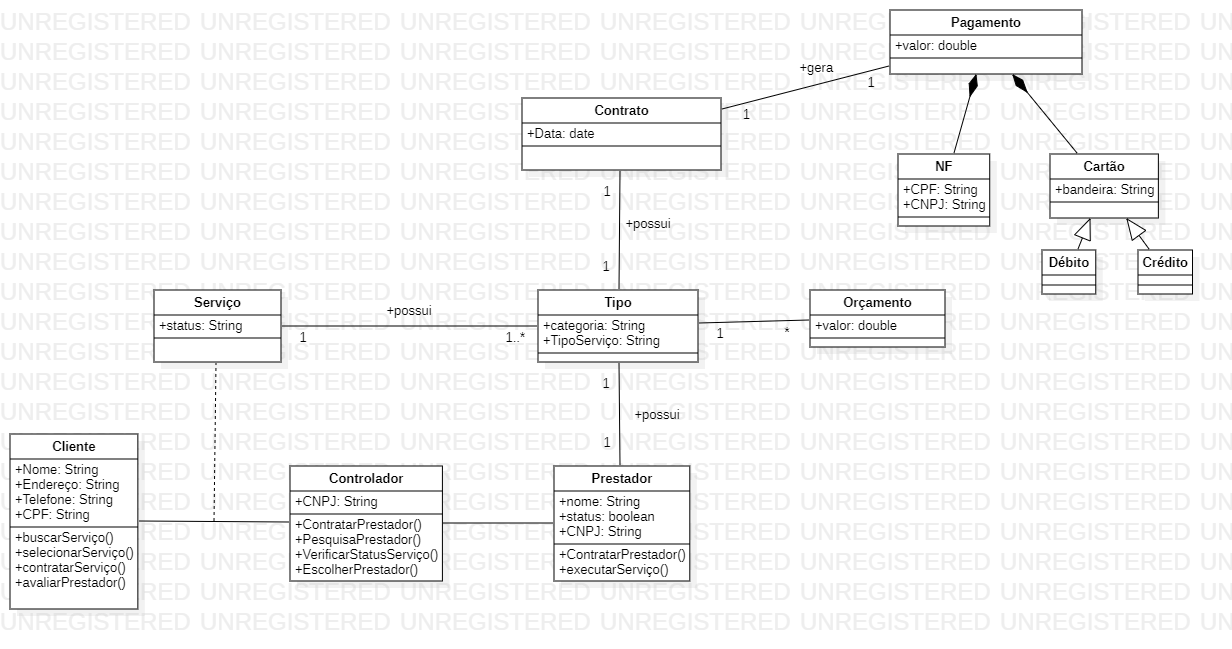 Pagamento
+valor: double
+gera
1
1
Contrato
+Data: date
NF
+CPF: String
+CNPJ: String
Cartão
+bandeira: String
1
+possui
1
Débito
Crédito
Serviço
+status: String
+possui
1
1..*
Tipo
+categoria: String
+TipoServiço: String
1
*
Orçamento
+valor: double
1
+possui
1
Cliente
+Nome: String
+Endereço: String
+Telefone: String
+CPF: String
+buscarServiço()
+selecionarServiço()
+contratarServiço()
+avaliarPrestador()
Controlador
+CNPJ: String
+ContratarPrestador()
+PesquisaPrestador()
+VerificarStatusServiço()
+EscolherPrestador()
Prestador
+nome: String
+status: boolean
+CNPJ: String
+ContratarPrestador()
+executarServiço()
UNREGISTERED